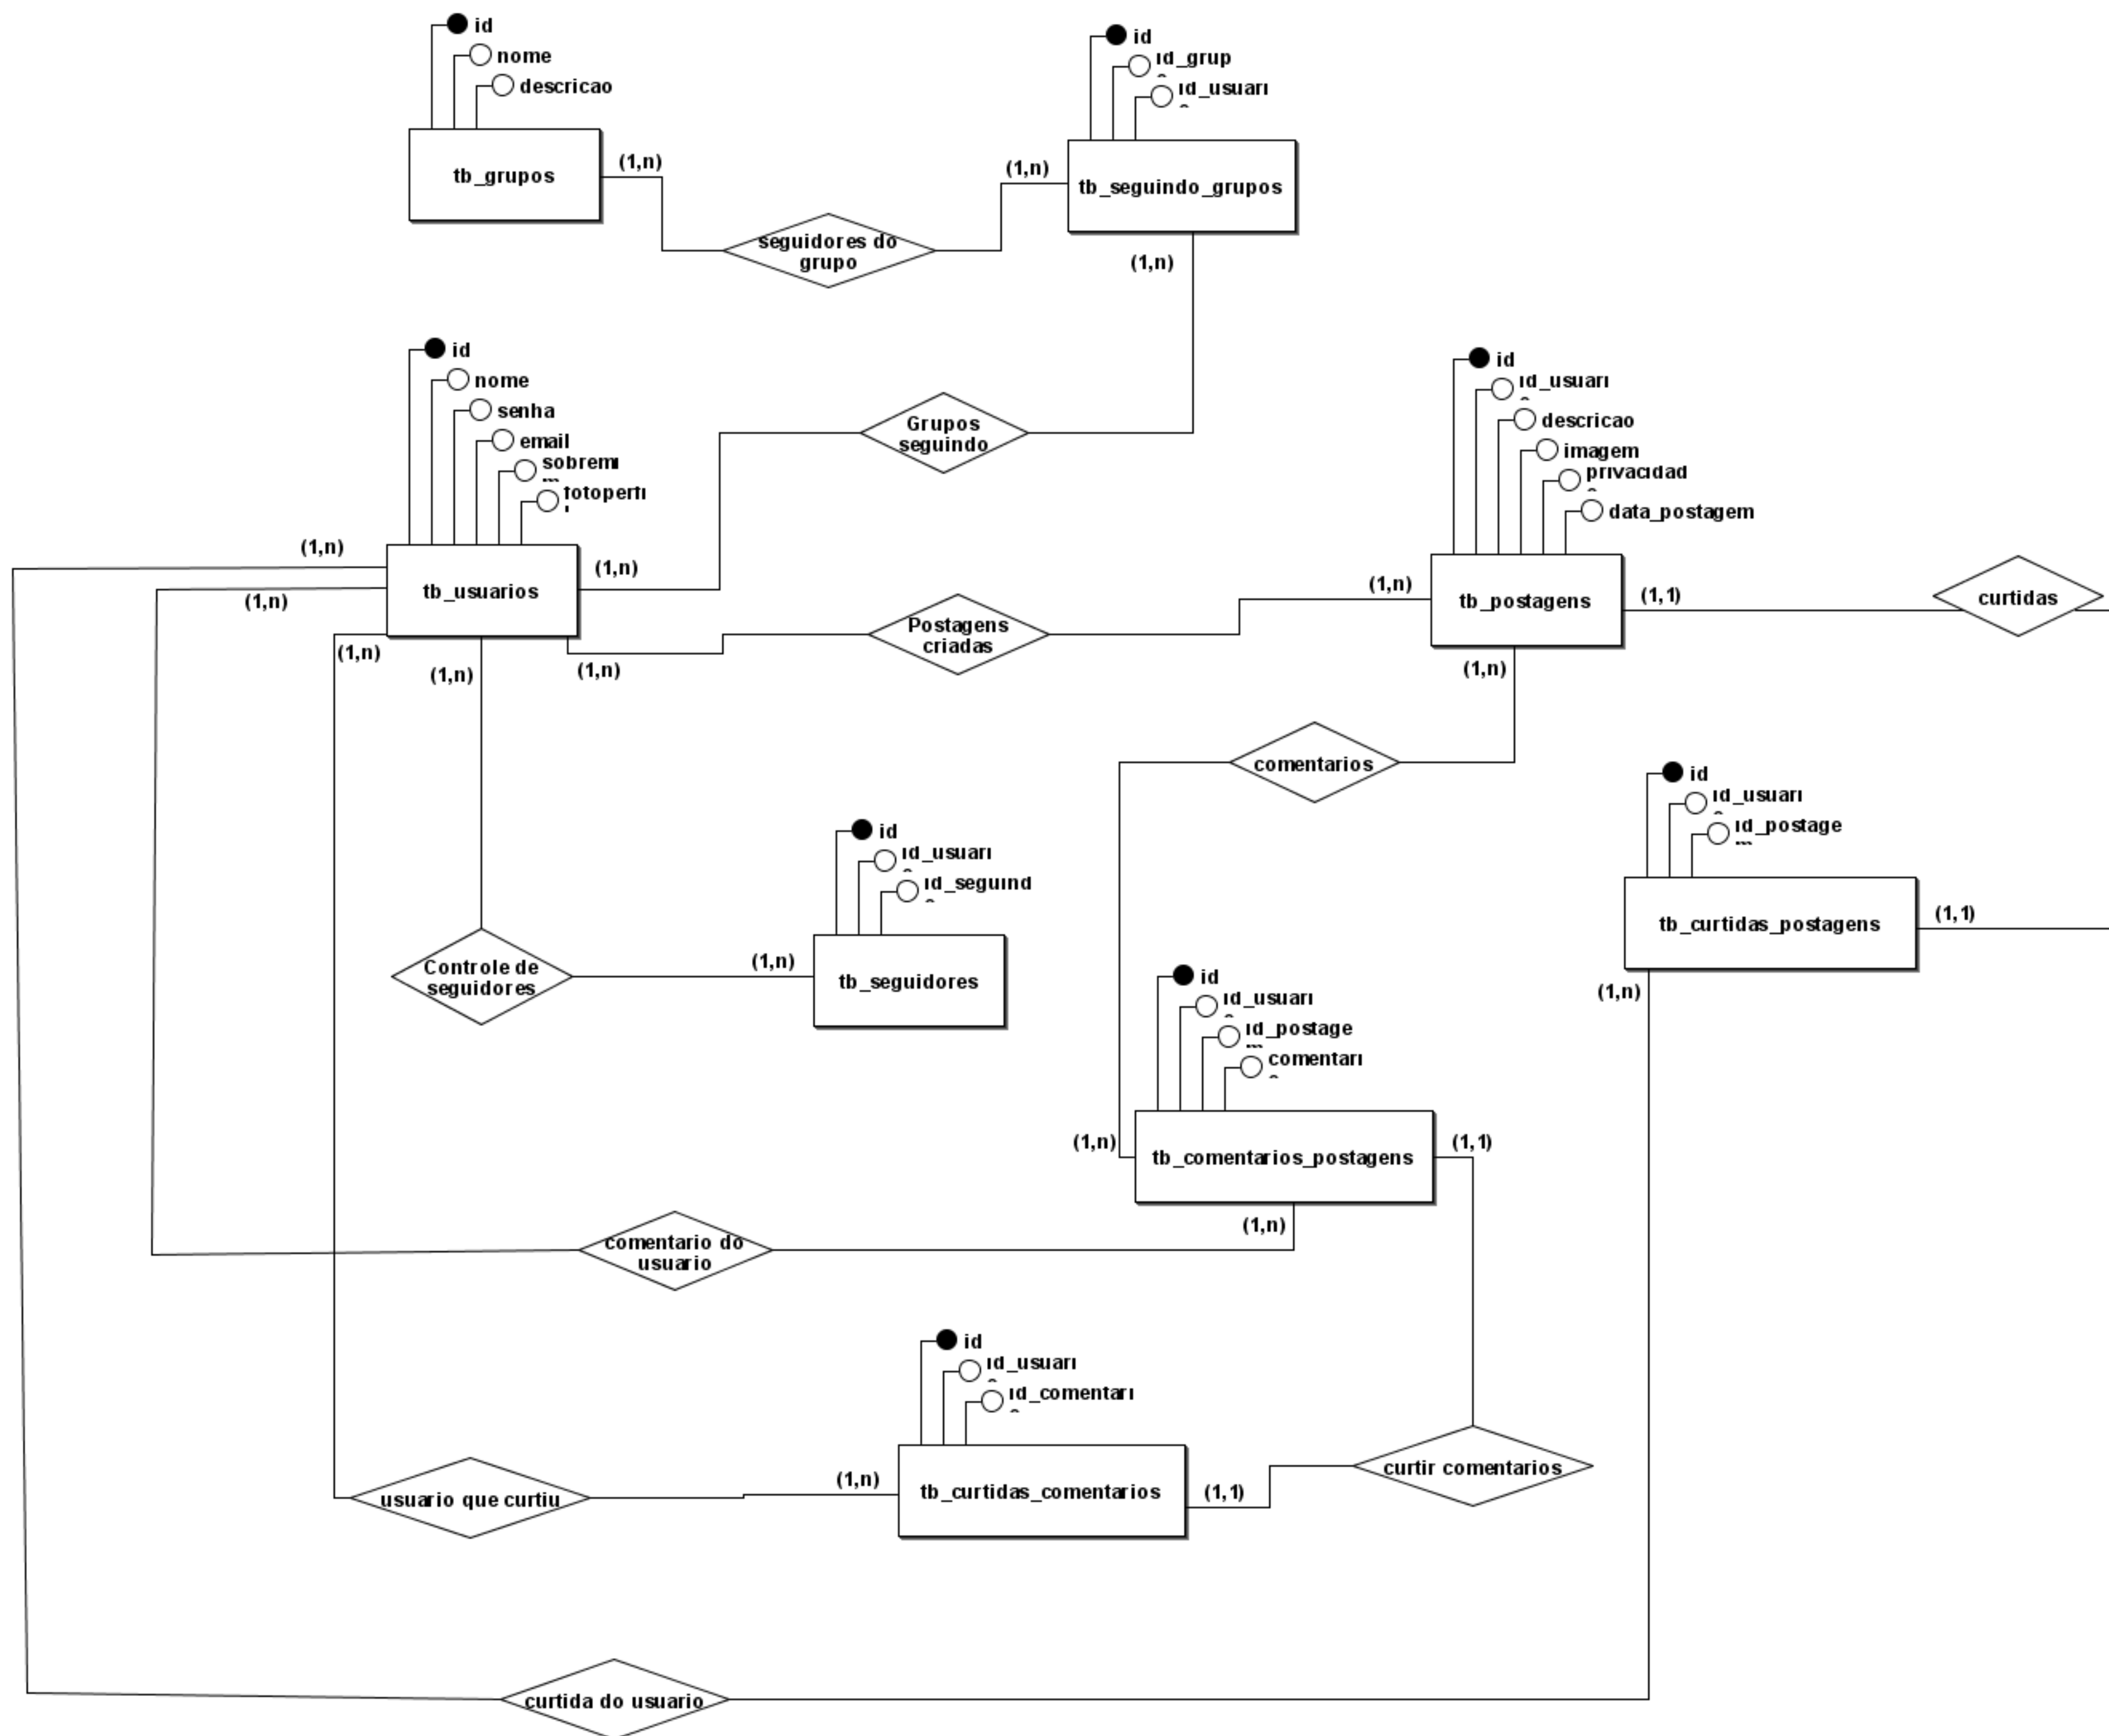 id
nome
descricao
tb_grupos
(1,n)
seguidores do
grupo
(1,n)
id
id_grup
id_usuari
tb_seguindo_grupos
(1,n)
Grupos
seguindo
id
nome
senha
email
fotoperfi
(1,n)
(1,n)
tb_usuarios
(1,n)
(1,n)
(1,n)
(1,n)
Postagens
criadas
(1,n)
id
id_usuari
descricao
imagem
privacidad
data_postagem
tb_postagens
(1,1)
curtidas
(1,n)
comentarios
id
id_usuari
id_postage
m
tb_curtidas_postagens
(1,1)
(1,n)
id
id_usuari
id_seguind
tb_seguidores
(1,n)
Controle de
seguidores
id
id_usuari
id_postage
m
comentari
(1,n)
tb_comentarios_postagens
(1,1)
(1,n)
comentario do
usuario
id
id_usuari
id_comentari
usuario que curtiu
(1,n)
tb_curtidas_comentarios
(1,1)
curtir comentarios
curtida do usuario